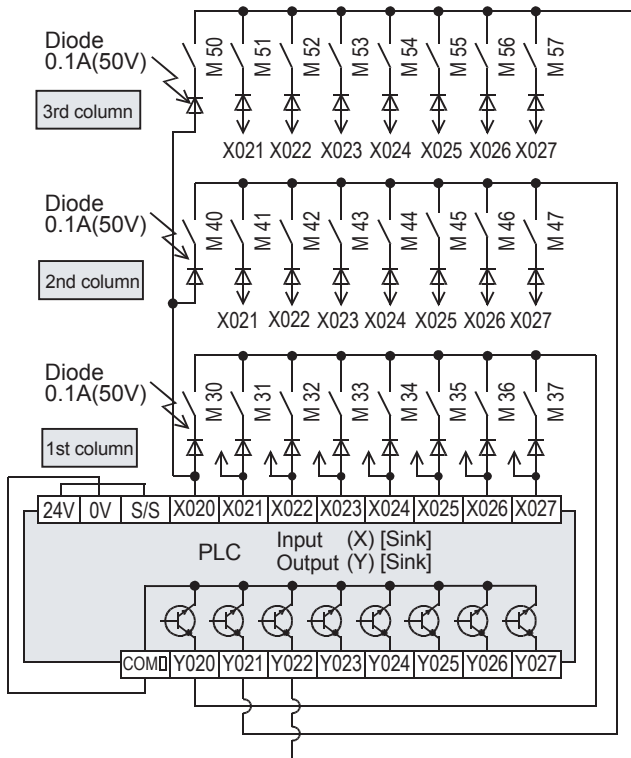 Diode
0.1A(50V)
M 50 M 51 M 52 M 53 M 54 M 55 M 56 M 57
3rd column
X021 X022 X023 X024 X025 X026 X027
Diode
0.1A(50V)
M 40 M 41 M 42 M 43 M 44 M 45 M 46 M 47
2nd column
X021 X022 X023 X024 X025 X026 X027
Diode
0.1A(50V)
M 30 M 31 M 32 M 33 M 34 M 35 M 36 M 37
1st column
24V 0V S/S X020 X021 X022 X023 X024 X025 X026 X027
PLC
Input (X) [Sink]
Output (Y) [Sink]
COM▯ Y020 Y021 Y022 Y023 Y024 Y025 Y026 Y027